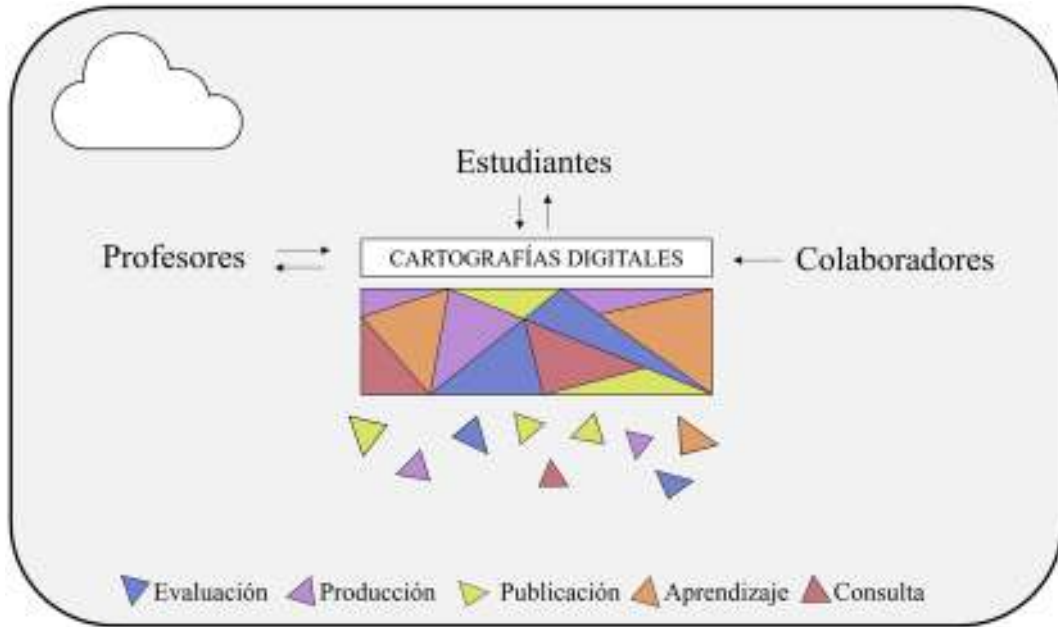 Estudiantes
Profesores
CARTOGRAFÍAS DIGITALES
Colaboradores
Evaluación
Producción
Publicación
Aprendizaje
Consulta